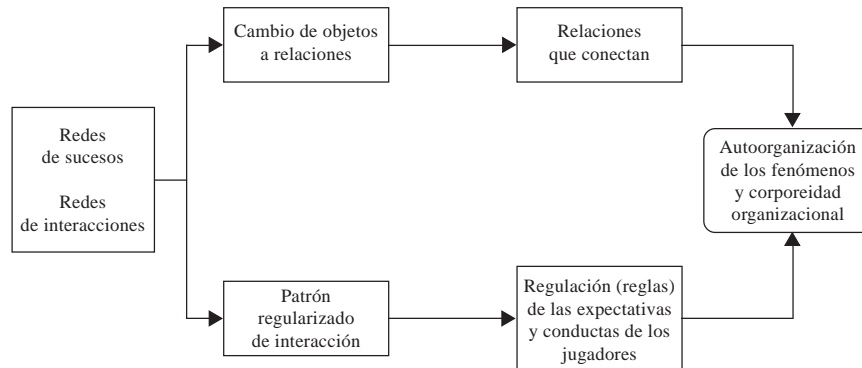 Cambio de objetos
a relaciones
Relaciones
que conectan
Redes
de sucesos
Redes
de interacciones
Autoorganización
de los fenómenos
y corporeidad
organizacional
Patrón
regularizado
de interacción
Regulación (reglas)
de las expectativas
y conductas de los
jugadores